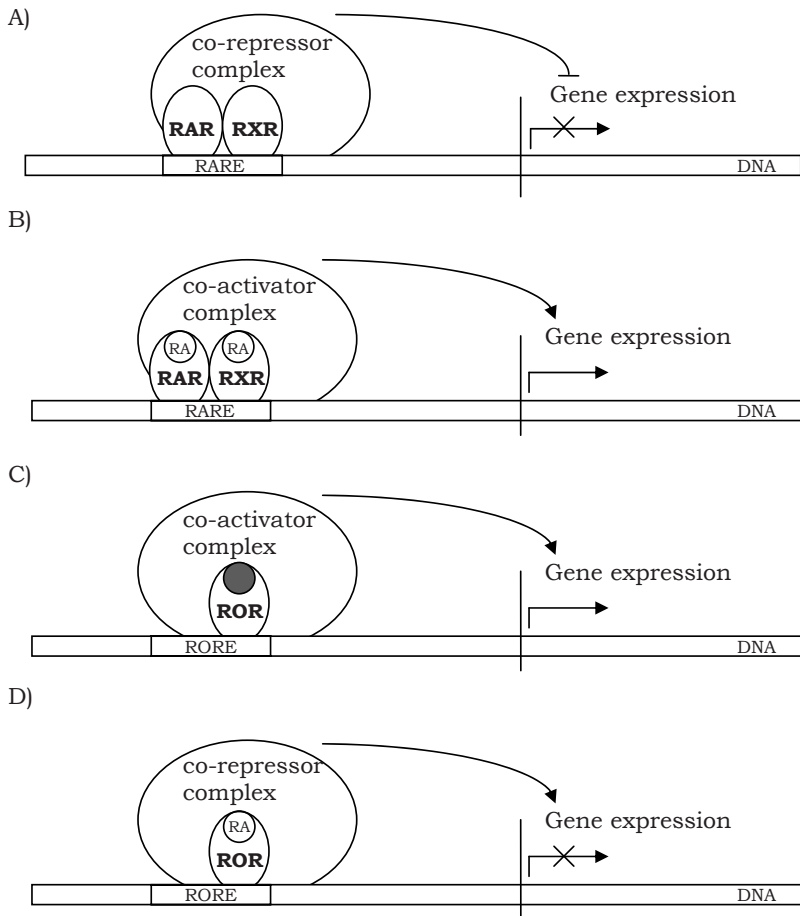 A)
co-repressor
complex
Gene expression
RAR RXR
RARE DNA
B)
co-activator
complex
Gene expression
RA RA
RAR RXR
RARE DNA
C)
co-activator
complex
Gene expression
ROR
RORE DNA
D)
co-repressor
complex
Gene expression
RA
ROR
RORE DNA